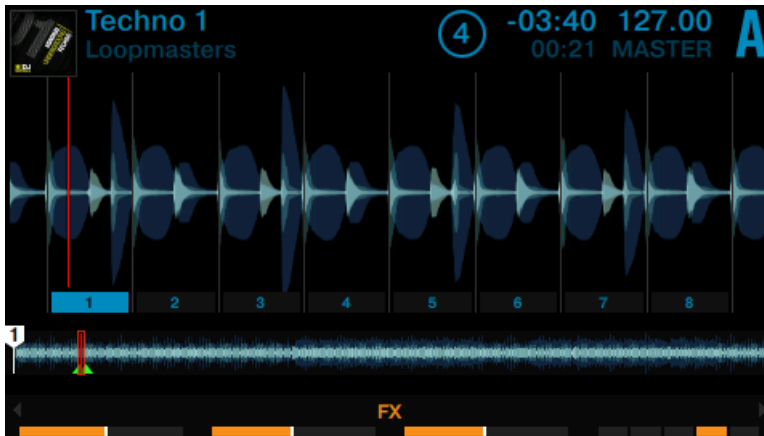 Techno 1
Loopmasters
4
-03:40 127.00
00:21 MASTER
A
1 2 3 4 5 6 7 8
1
FX